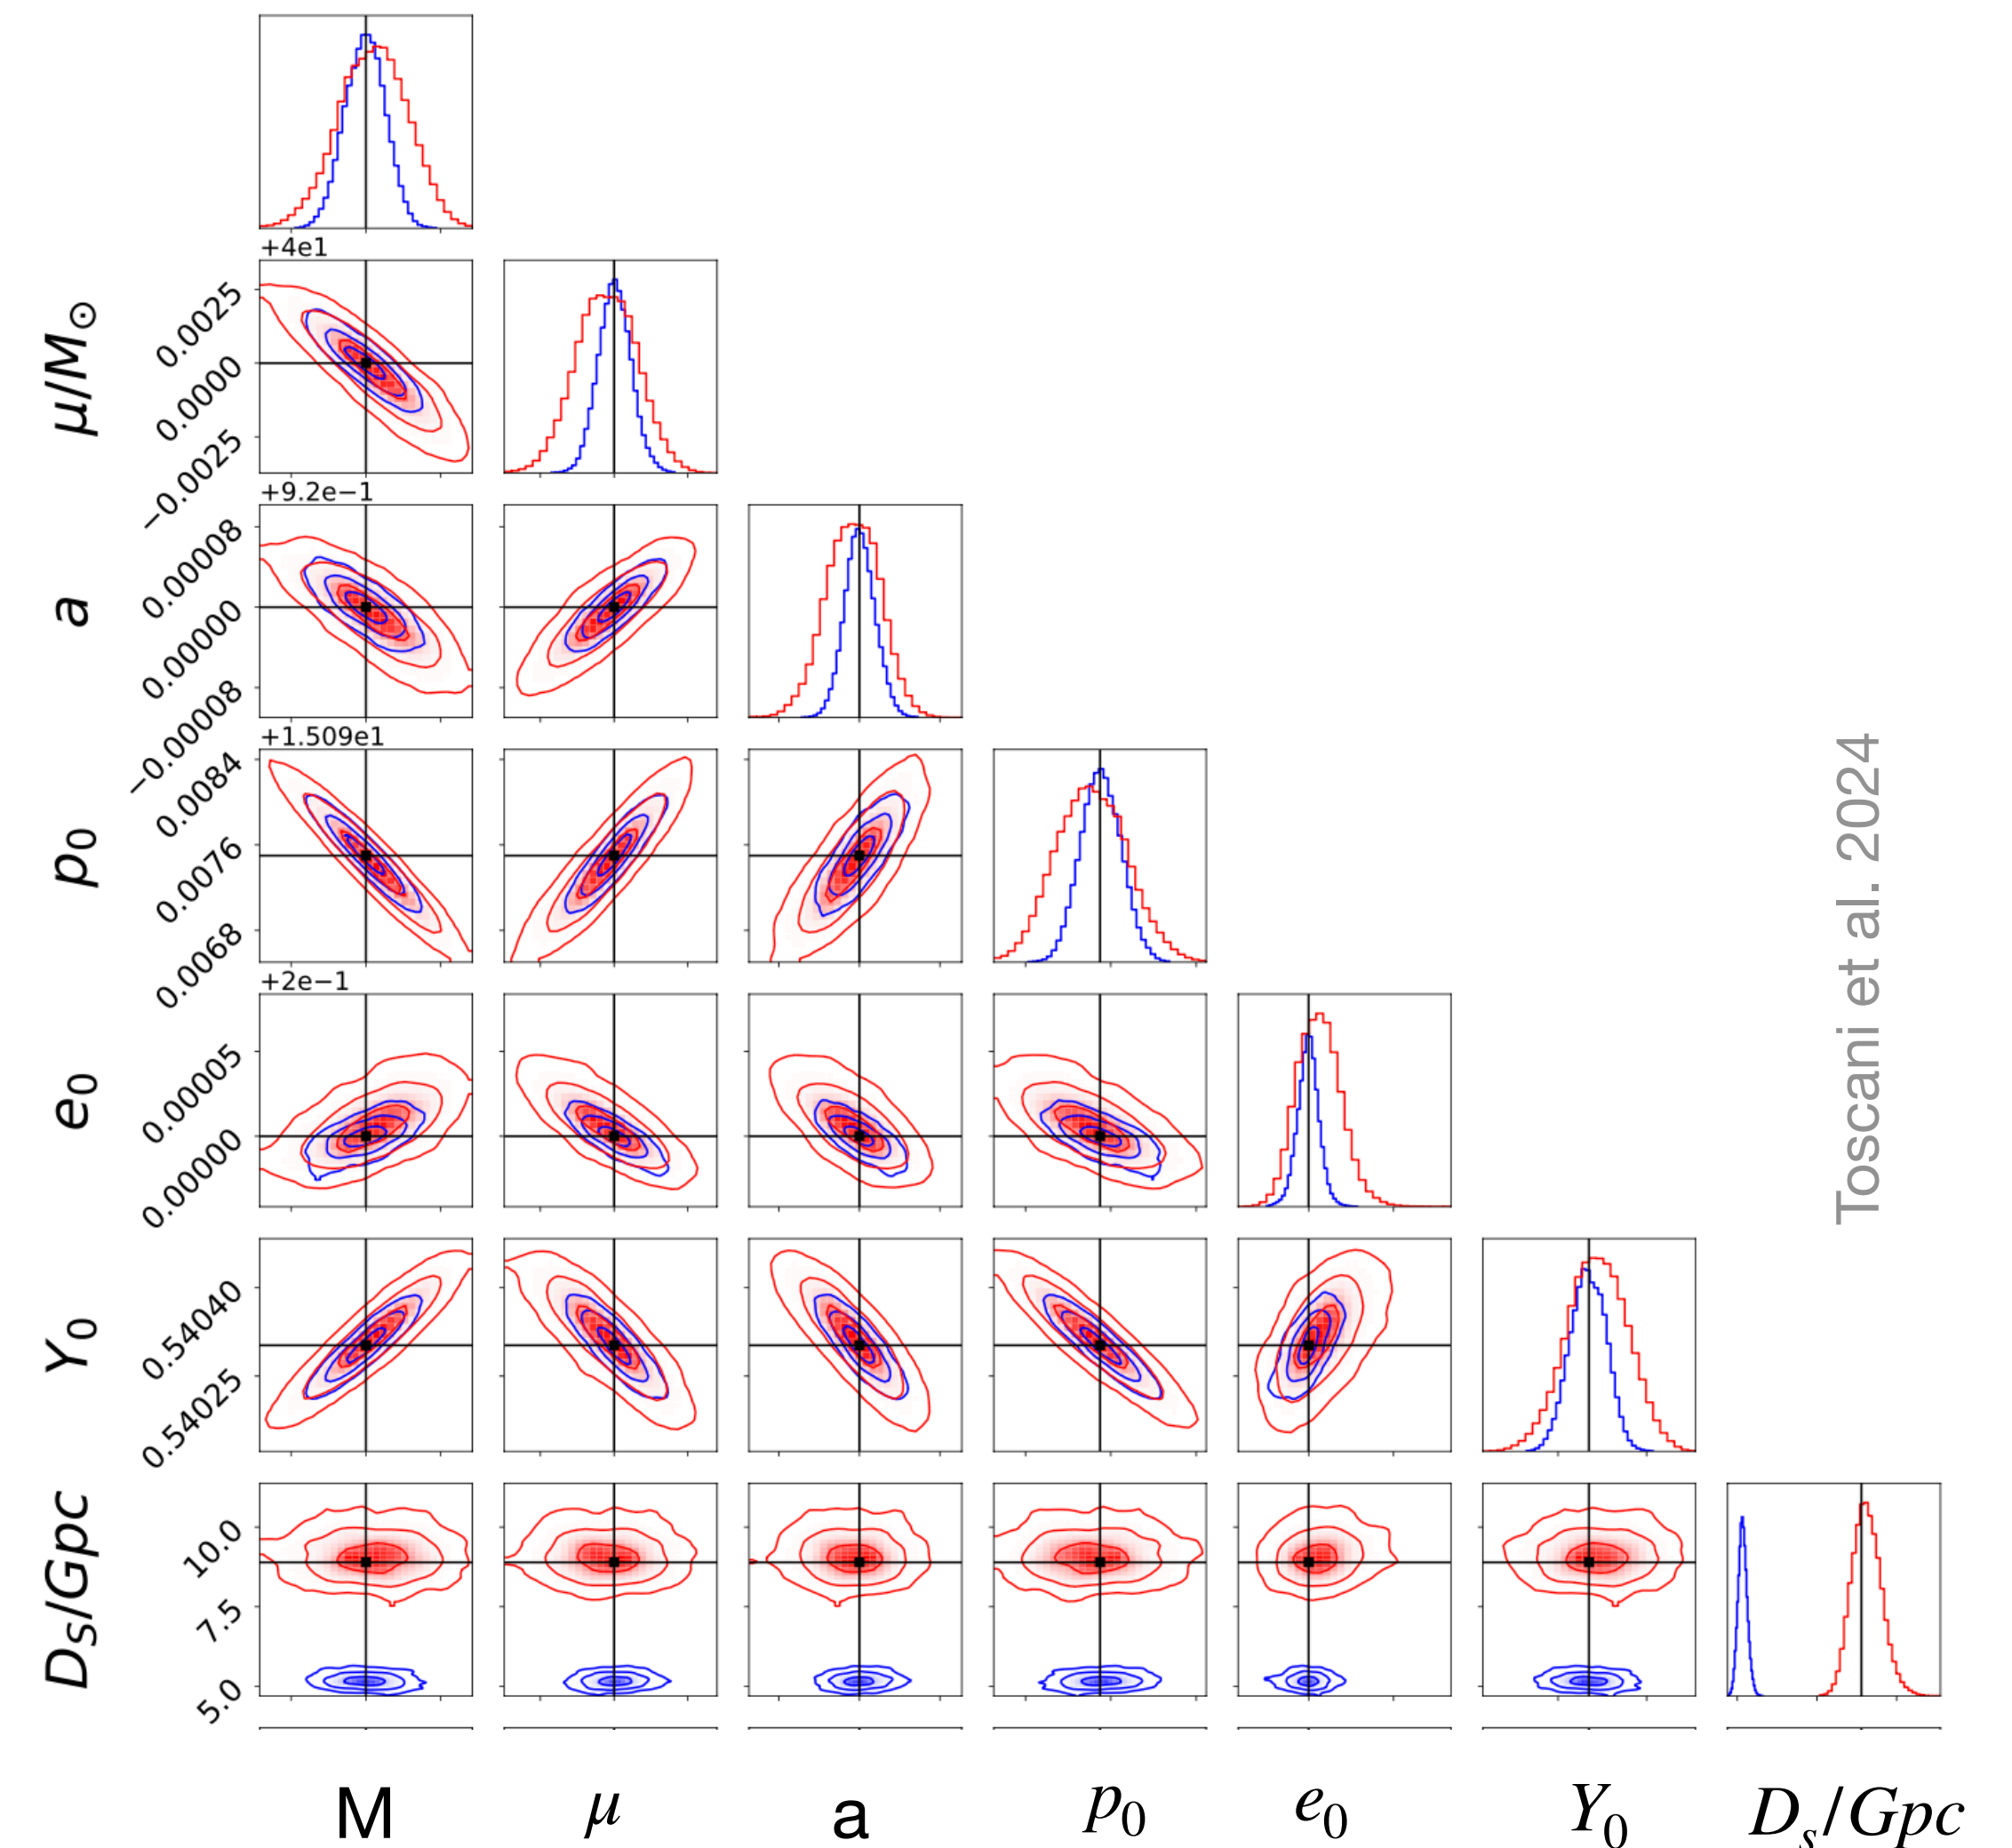 +4e1
μ/M⊙
0.0025
0.0000
−0.0025
+9.2e−1
a
0.00008
0.00000
−0.00008
+1.509e1
p₀
0.0084
0.0076
0.0068
+2e−1
e₀
0.00005
0.00000
Y₀
0.54040
0.54025
D_S/Gpc
10.0
7.5
5.0
Toscani et al. 2024
M μ a p₀ e₀ Y₀ D_s/Gpc